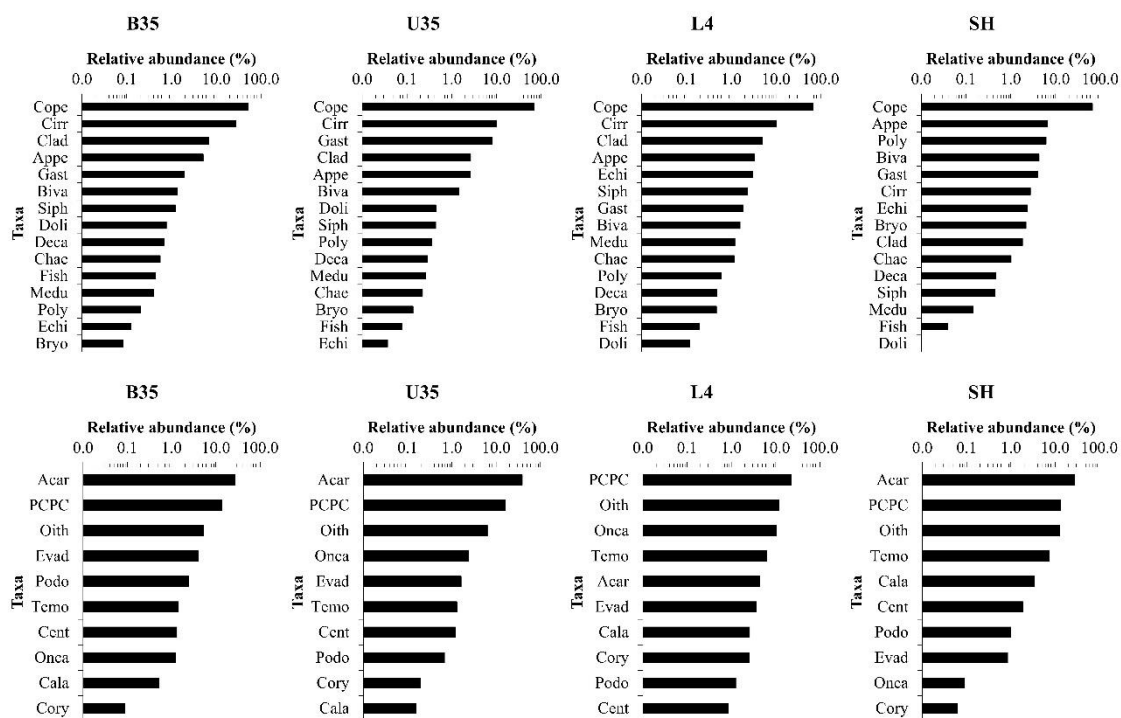 B35
Relative abundance (%)
0.0 0.1 1.0 10.0 100.0
Taxa
Cope
Cirr
Clad
Appe
Gast
Biva
Siph
Doli
Deca
Chae
Fish
Medu
Poly
Echi
Bryo
U35
Relative abundance (%)
0.0 0.1 1.0 10.0 100.0
Taxa
Cope
Cirr
Gast
Clad
Appe
Biva
Doli
Siph
Poly
Deca
Medu
Chae
Bryo
Fish
Echi
L4
Relative abundance (%)
0.0 0.1 1.0 10.0 100.0
Taxa
Cope
Cirr
Clad
Appe
Echi
Siph
Gast
Biva
Medu
Chae
Poly
Deca
Bryo
Fish
Doli
SH
Relative abundance (%)
0.0 0.1 1.0 10.0 100.0
Taxa
Cope
Appe
Poly
Biva
Gast
Cirr
Echi
Bryo
Clad
Chae
Deca
Siph
Medu
Fish
Doli
B35
Relative abundance (%)
0.0 0.1 1.0 10.0 100.0
Taxa
Acar
PCPC
Oith
Evad
Podo
Temo
Cent
Onca
Cala
Cory
U35
Relative abundance (%)
0.0 0.1 1.0 10.0 100.0
Taxa
Acar
PCPC
Oith
Onca
Evad
Temo
Cent
Podo
Cory
Cala
L4
Relative abundance (%)
0.0 0.1 1.0 10.0 100.0
Taxa
PCPC
Oith
Onca
Temo
Acar
Evad
Cala
Cory
Podo
Cent
SH
Relative abundance (%)
0.0 0.1 1.0 10.0 100.0
Taxa
Acar
PCPC
Oith
Temo
Cala
Cent
Podo
Evad
Onca
Cory